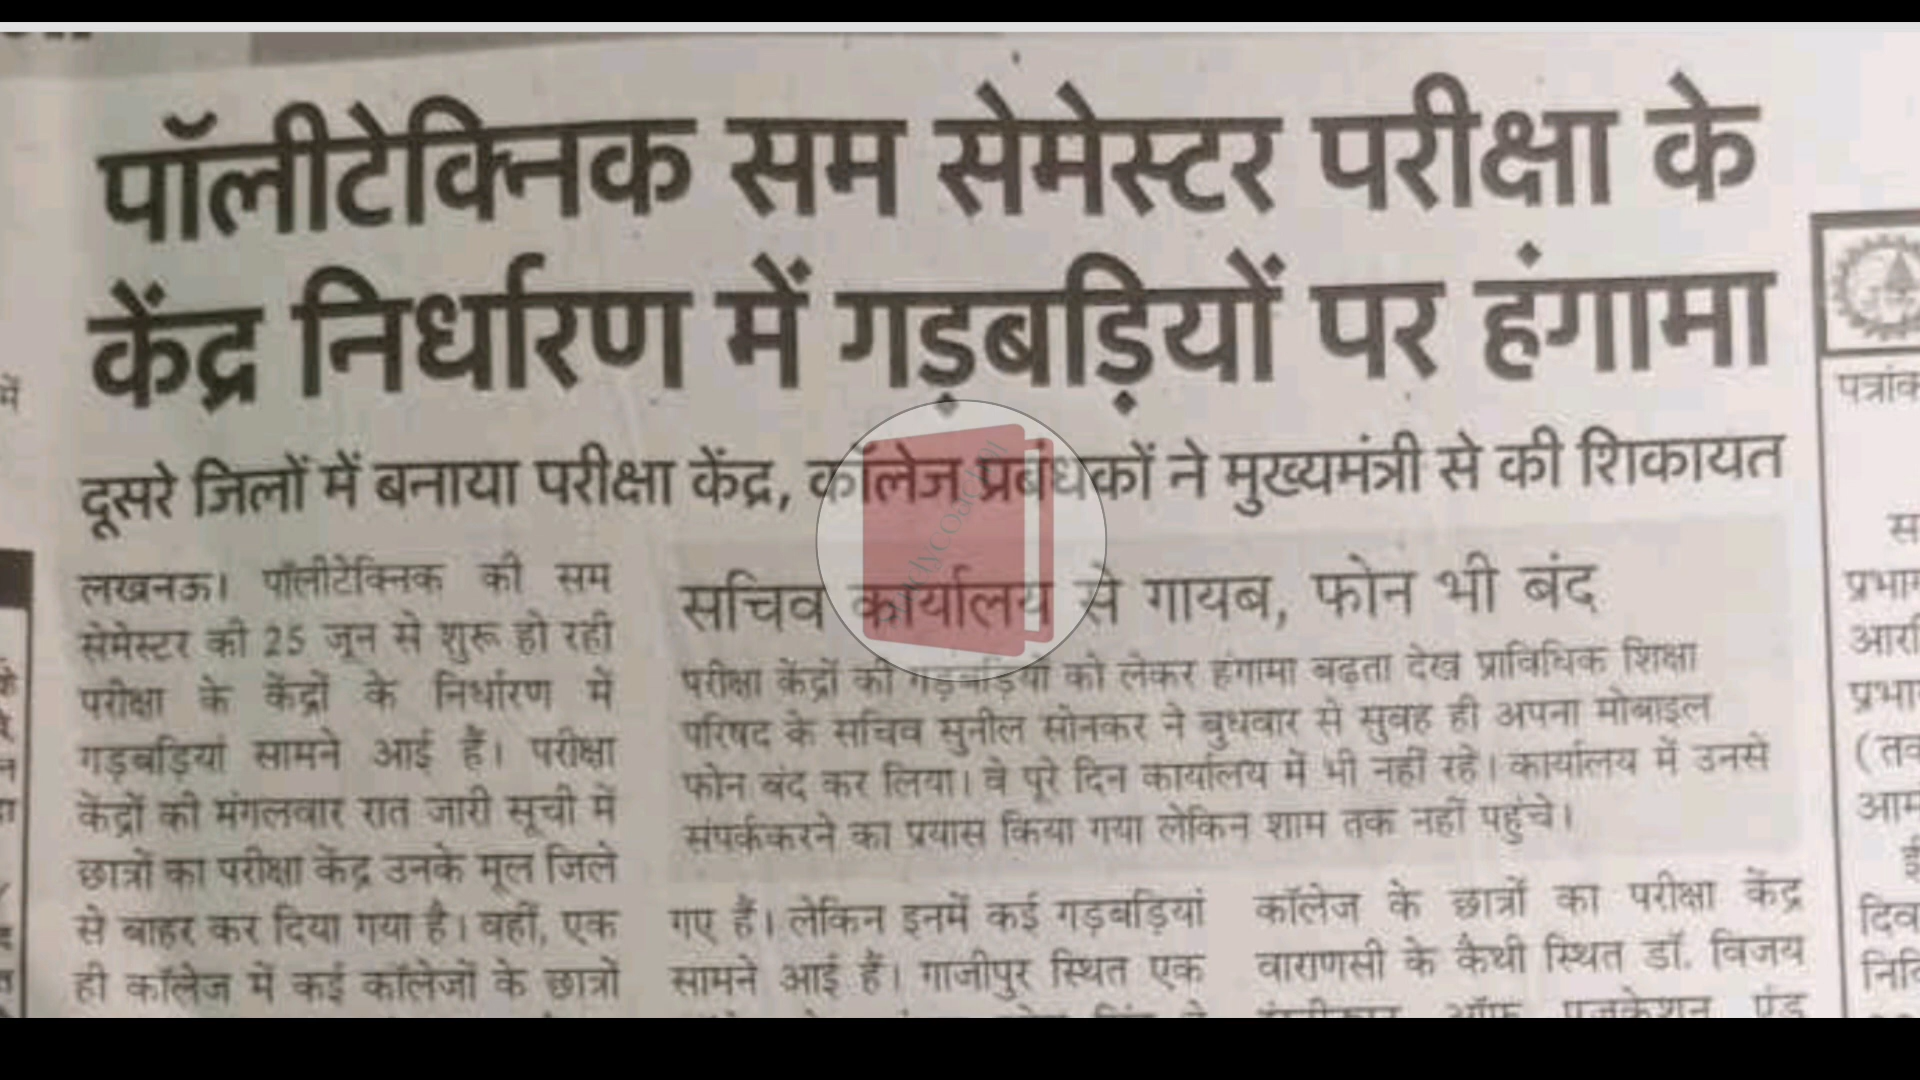 पॉलीटेक्निक सम सेमेस्टर परीक्षा के
केंद्र निर्धारण में गड़बड़ियों पर हंगामा
दूसरे जिलों में बनाया परीक्षा केंद्र, कॉलेज प्रबंधकों ने मुख्यमंत्री से की शिकायत
लखनऊ। पॉलीटेक्निक की सम
सेमेस्टर की 25 जून से शुरू हो रही
परीक्षा के केंद्रों के निर्धारण में
गड़बड़ियां सामने आई हैं। परीक्षा
केंद्रों की मंगलवार रात जारी सूची में
छात्रों का परीक्षा केंद्र उनके मूल जिले
से बाहर कर दिया गया है। वहीं, एक
ही कॉलेज में कई कॉलेजों के छात्रों
सचिव कार्यालय से गायब, फोन भी बंद
परीक्षा केंद्रों की गड़बड़ियों को लेकर हंगामा बढ़ता देख प्राविधिक शिक्षा
परिषद के सचिव सुनील सोनकर ने बुधवार से सुबह ही अपना मोबाइल
फोन बंद कर लिया। वे पूरे दिन कार्यालय में भी नहीं रहे। कार्यालय में उनसे
संपर्ककरने का प्रयास किया गया लेकिन शाम तक नहीं पहुंचे।
गए हैं। लेकिन इनमें कई गड़बड़ियां
सामने आई हैं। गाजीपुर स्थित एक
कॉलेज के छात्रों का परीक्षा केंद्र
वाराणसी के कैथी स्थित डॉ. विजय
ऑफ एजुकेशन एंड
पत्रांक
प्रभा
में